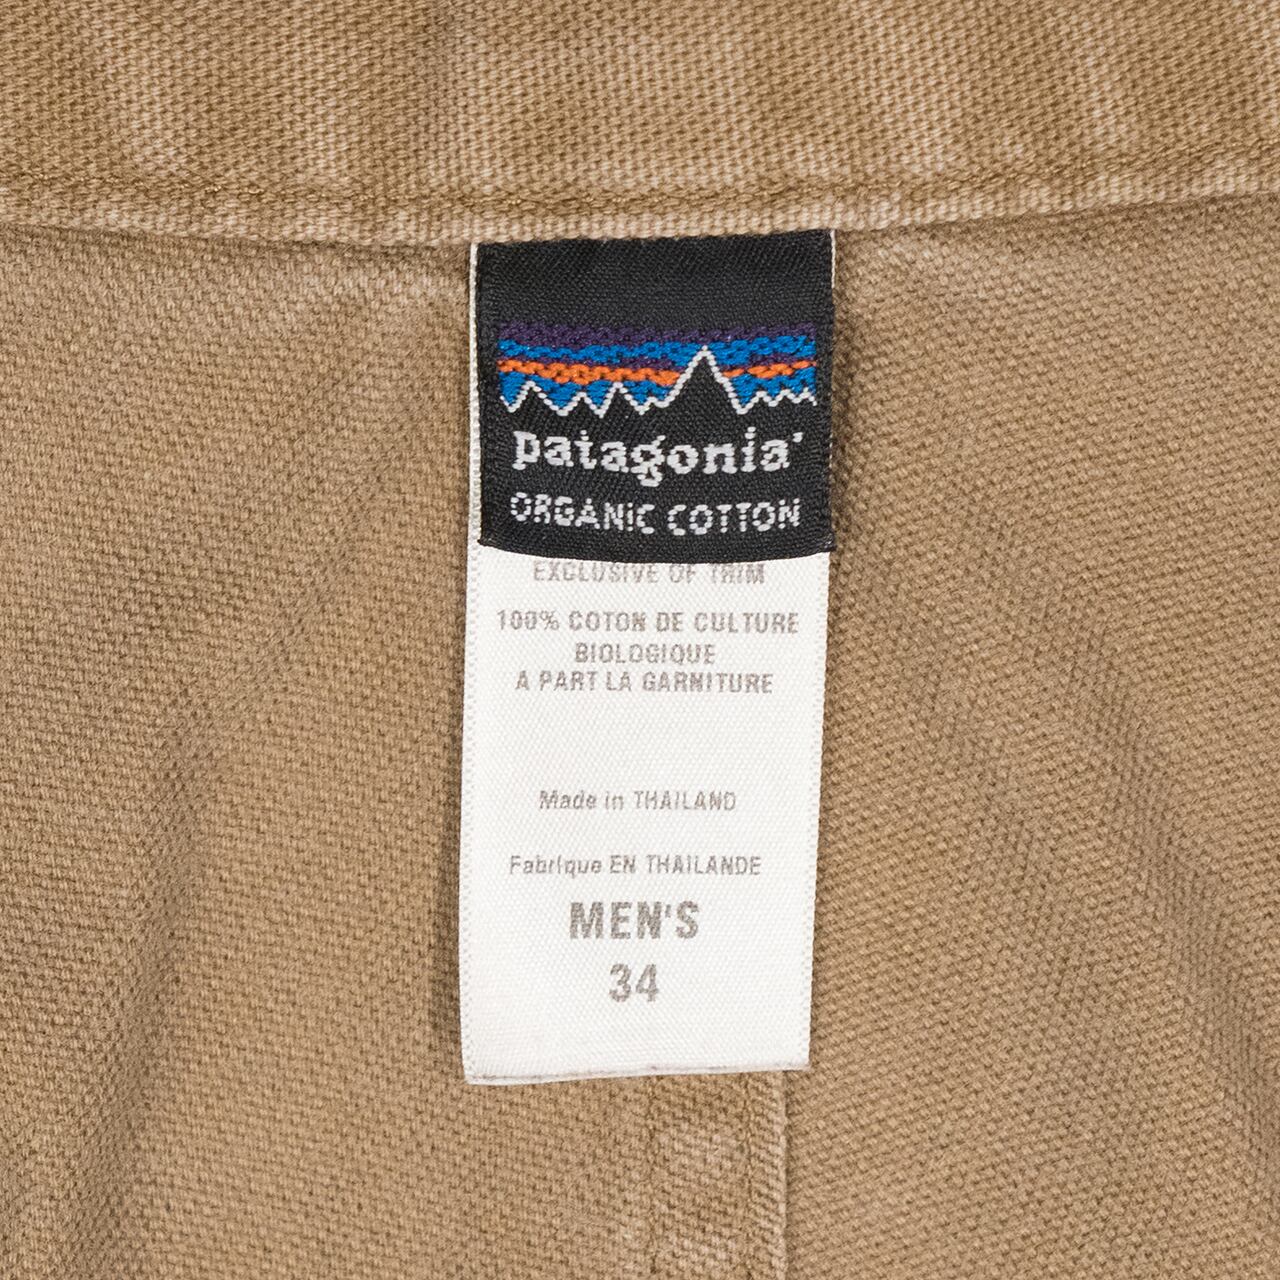 patagonia®
ORGANIC COTTON
EXCLUSIVE OF TRIM
100% COTON DE CULTURE
BIOLOGIQUE
A PART LA GARNITURE
Made in THAILAND
Fabrique EN THAILANDE
MEN'S
34